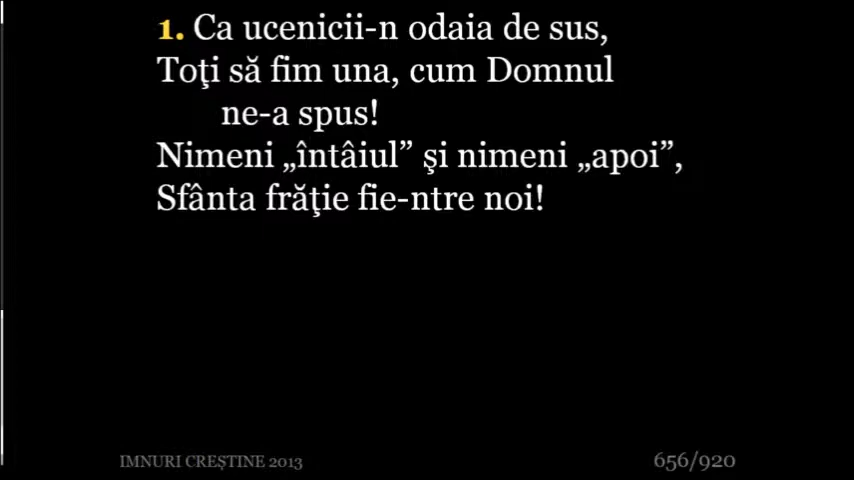 1. Ca ucenicii-n odaia de sus,
Toţi să fim una, cum Domnul
ne-a spus!
Nimeni „întâiul” şi nimeni „apoi”,
Sfânta frăţie fie-ntre noi!
IMNURI CREŞTINE 2013
656/920